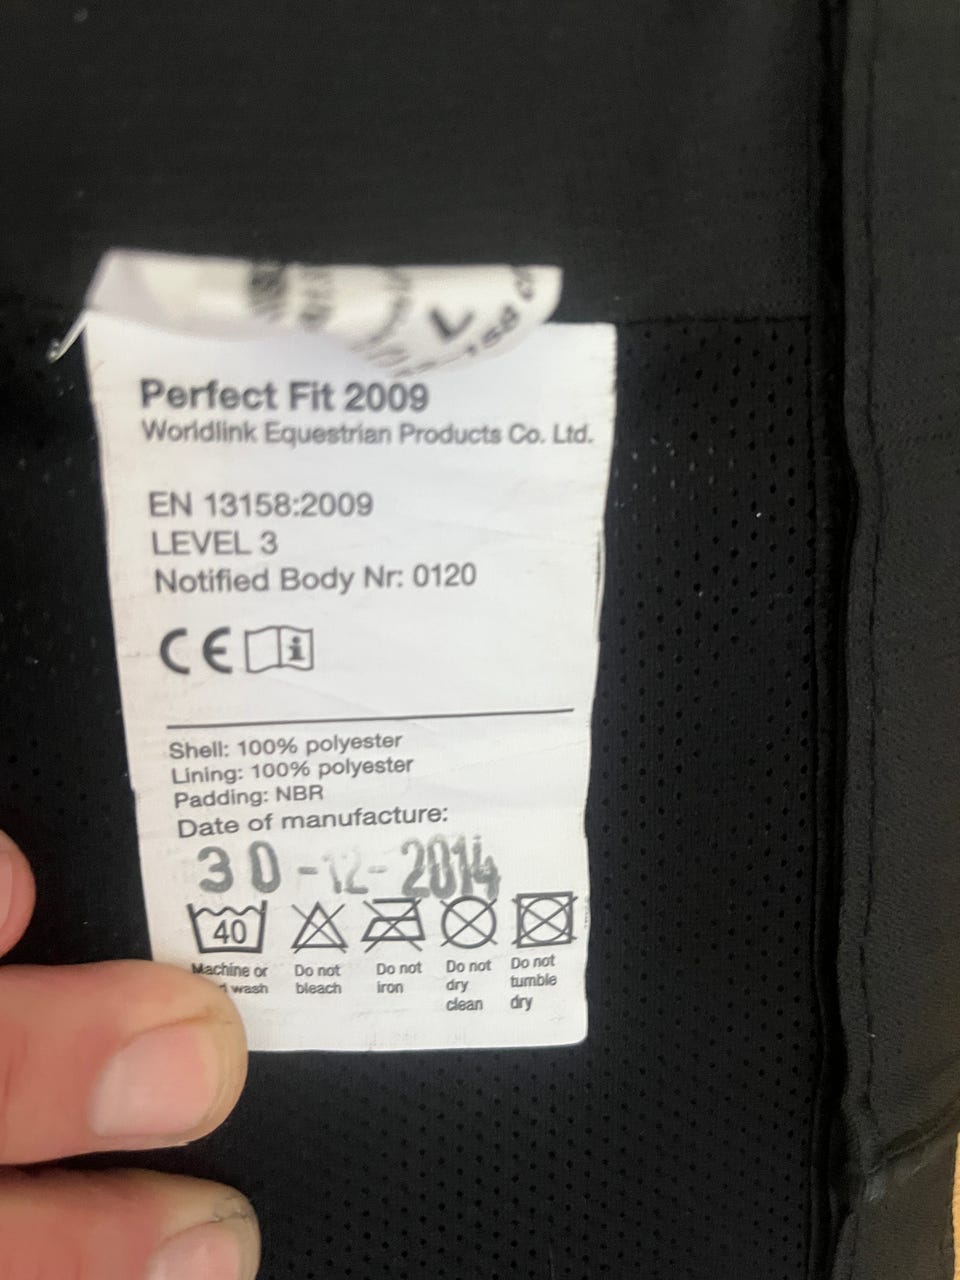 L
158 c
Perfect Fit 2009
Worldlink Equestrian Products Co. Ltd.
EN 13158:2009
LEVEL 3
Notified Body Nr: 0120
CE i
Shell: 100% polyester
Lining: 100% polyester
Padding: NBR
Date of manufacture:
30-12-2014
40
Machine or wash
Do not bleach
Do not iron
Do not dry clean
Do not tumble dry